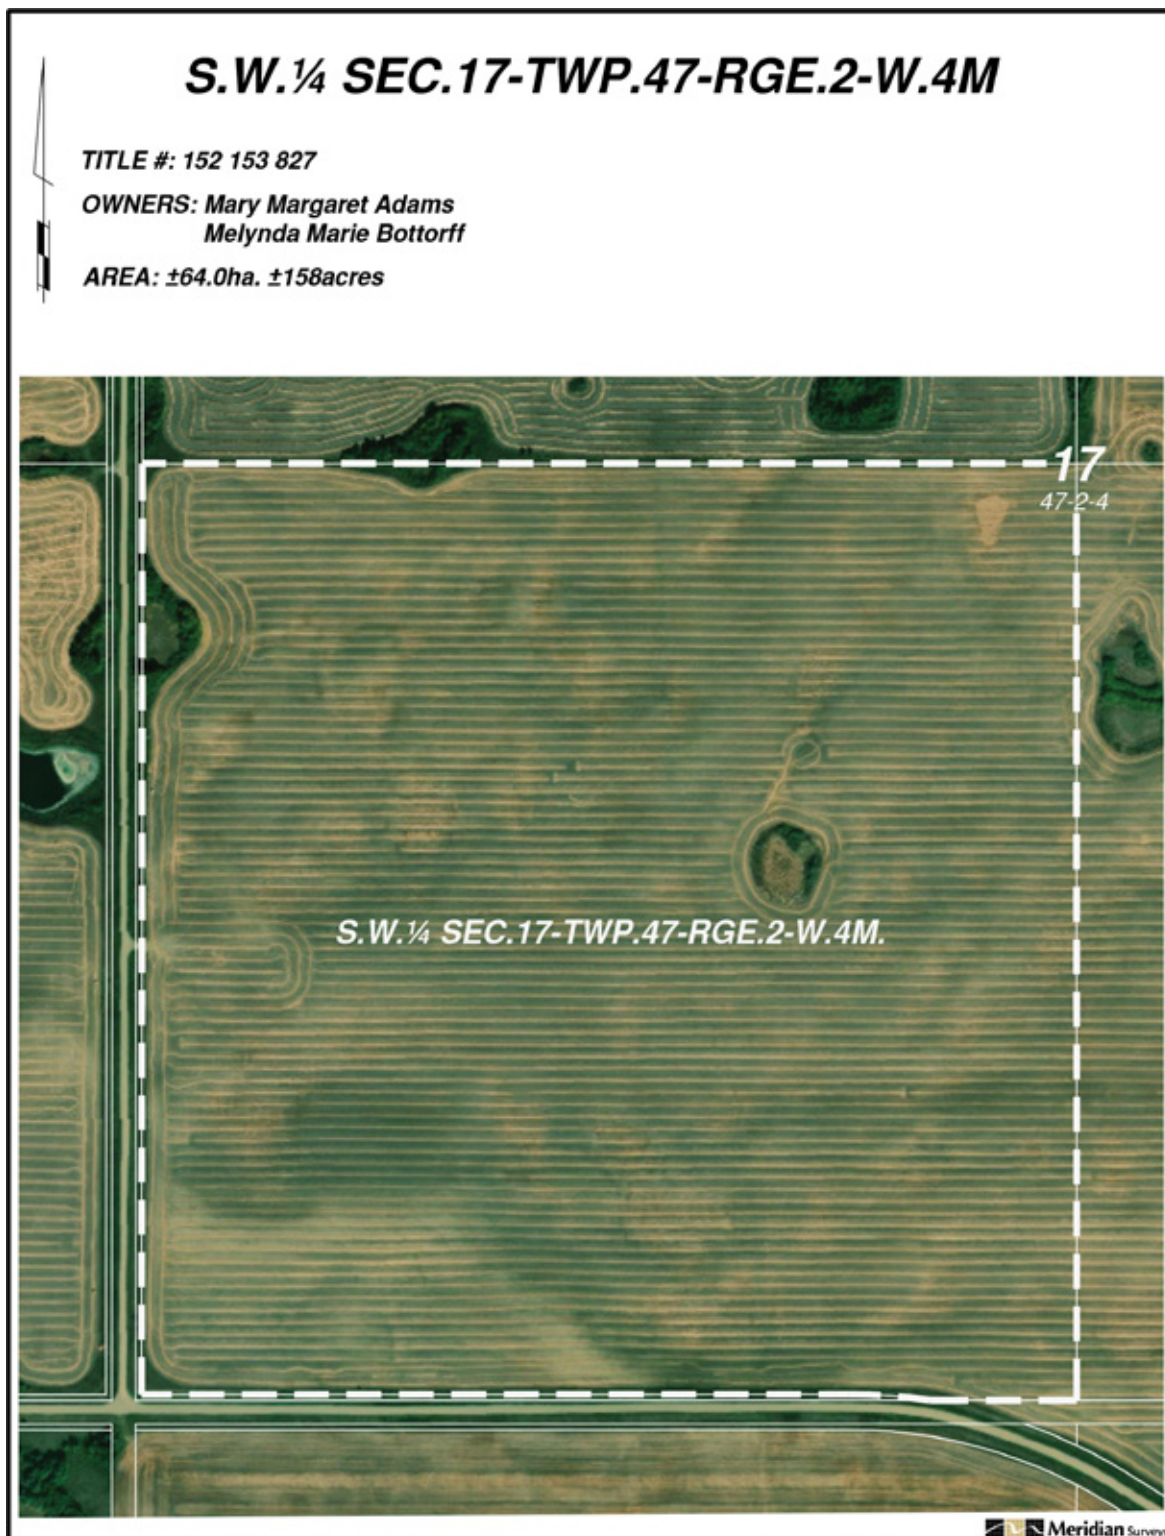 S.W.¼ SEC.17-TWP.47-RGE.2-W.4M
TITLE #: 152 153 827
OWNERS: Mary Margaret Adams
Melynda Marie Bottorff
AREA: ±64.0ha. ±158acres
17
47-2-4
S.W.¼ SEC.17-TWP.47-RGE.2-W.4M.
Meridian Surveys